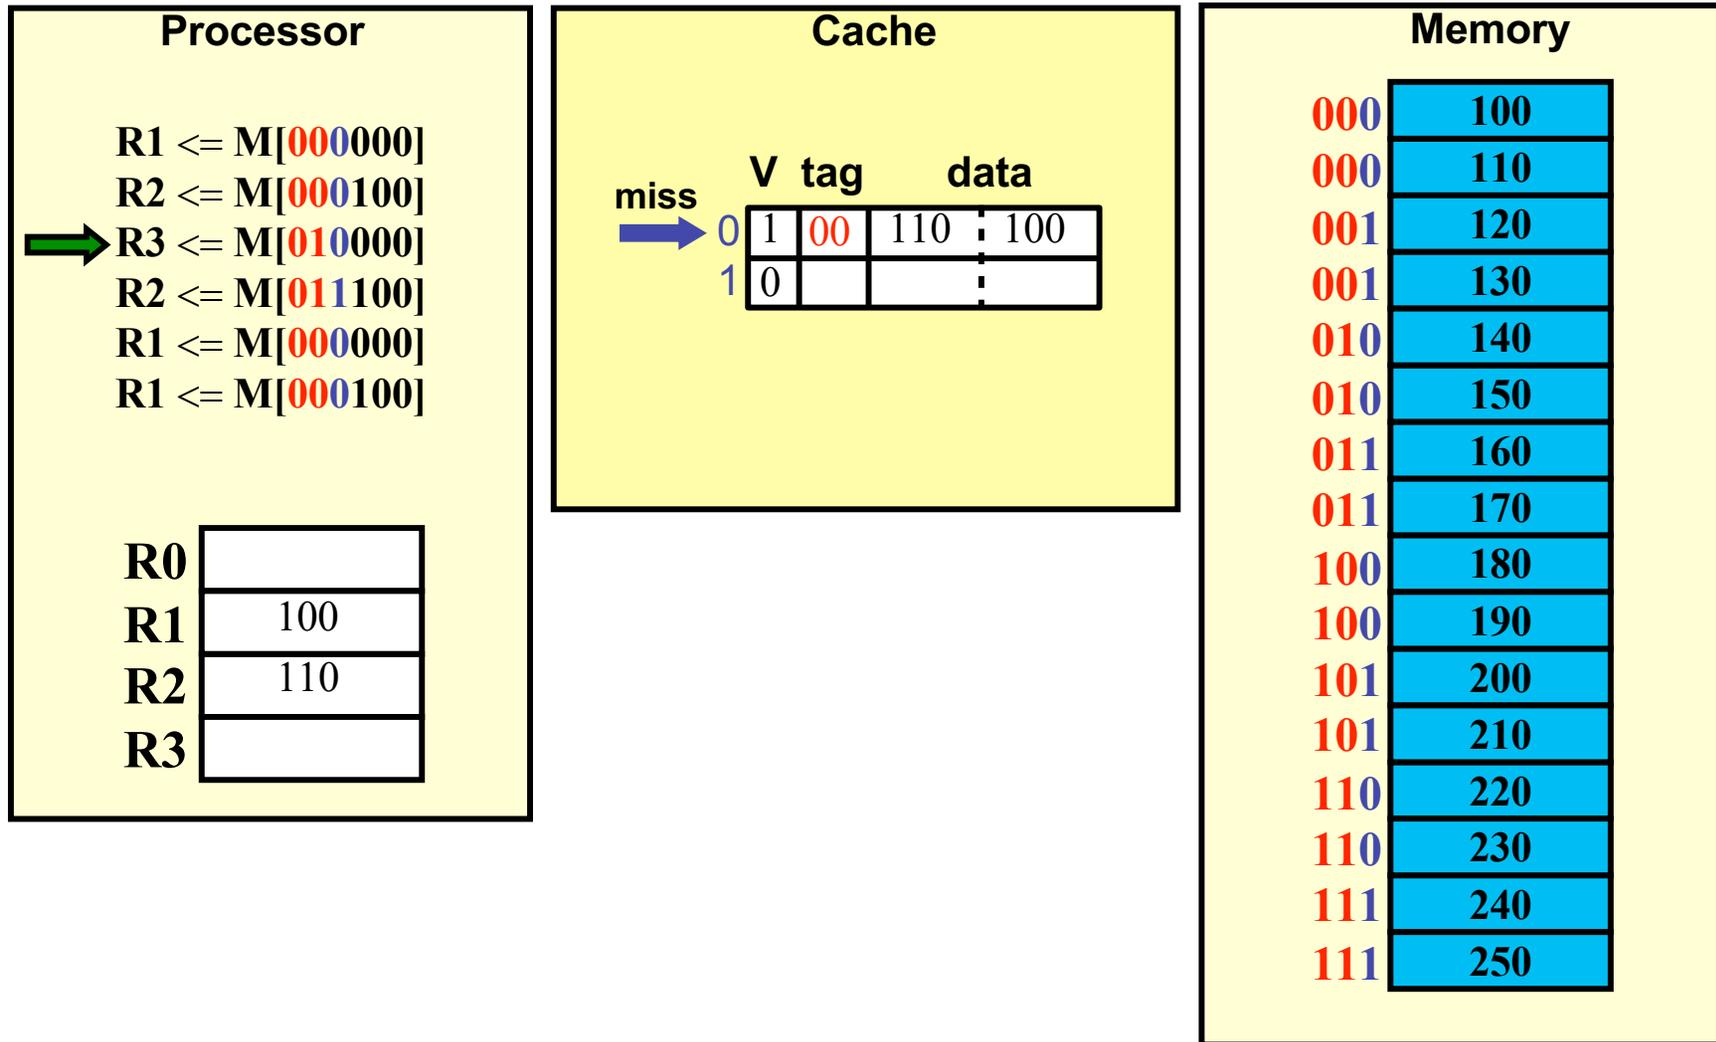 Processor
R1 <= M[000000]
R2 <= M[000100]
R3 <= M[010000]
R2 <= M[011100]
R1 <= M[000000]
R1 <= M[000100]
R0
R1 100
R2 110
R3
Cache
V tag data
miss
0 1 00 110 100
1 0
Memory
000 100
000 110
001 120
001 130
010 140
010 150
011 160
011 170
100 180
100 190
101 200
101 210
110 220
110 230
111 240
111 250